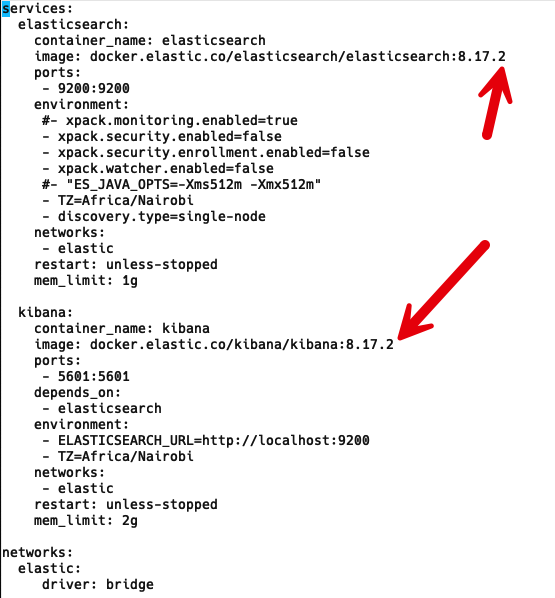 services:
  elasticsearch:
    container_name: elasticsearch
    image: docker.elastic.co/elasticsearch/elasticsearch:8.17.2
    ports:
     - 9200:9200
    environment:
     #- xpack.monitoring.enabled=true
     - xpack.security.enabled=false
     - xpack.security.enrollment.enabled=false
     - xpack.watcher.enabled=false
     #- "ES_JAVA_OPTS=-Xms512m -Xmx512m"
     - TZ=Africa/Nairobi
     - discovery.type=single-node
    networks:
     - elastic
    restart: unless-stopped
    mem_limit: 1g

  kibana:
    container_name: kibana
    image: docker.elastic.co/kibana/kibana:8.17.2
    ports:
     - 5601:5601
    depends_on:
     - elasticsearch
    environment:
     - ELASTICSEARCH_URL=http://localhost:9200
     - TZ=Africa/Nairobi
    networks:
     - elastic
    restart: unless-stopped
    mem_limit: 2g

networks:
  elastic:
     driver: bridge